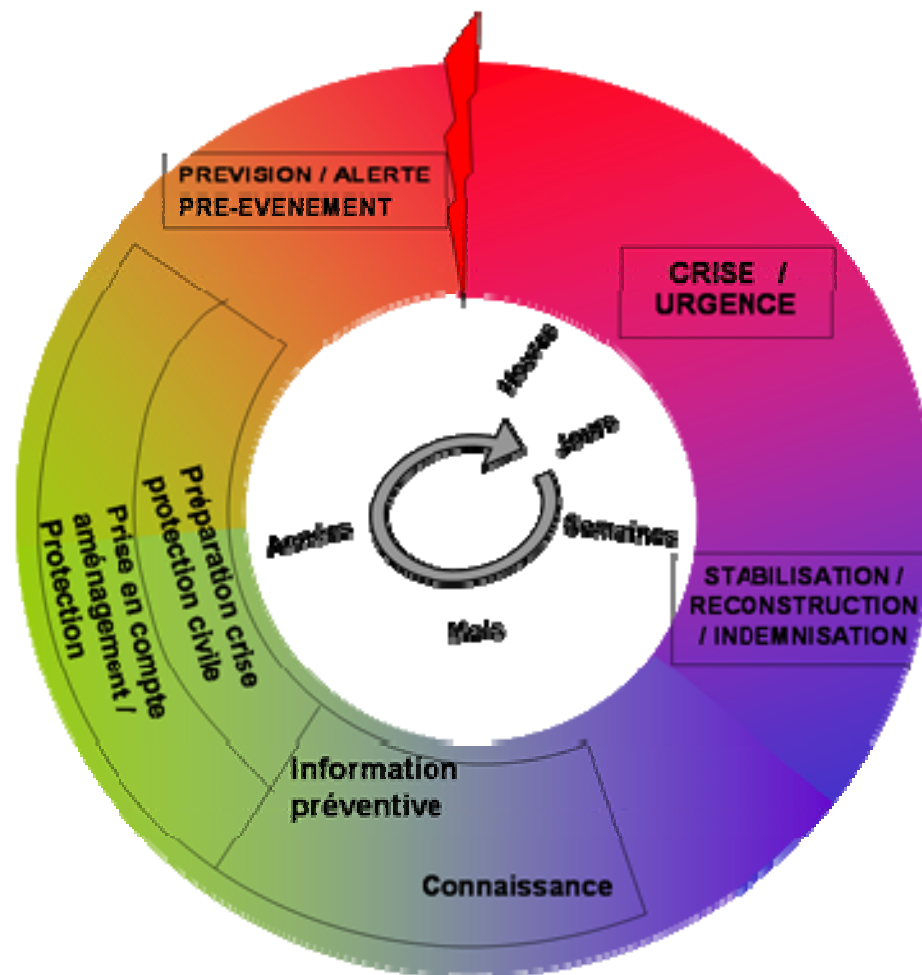 PREVISION / ALERTE
PRE-EVENEMENT
CRISE /
URGENCE
Heures
Jours
Semaines
Mois
Années
STABILISATION /
RECONSTRUCTION
/ INDEMNISATION
Préparation crise
protection civile
Prise en compte
aménagement /
Protection
Information
préventive
Connaissance